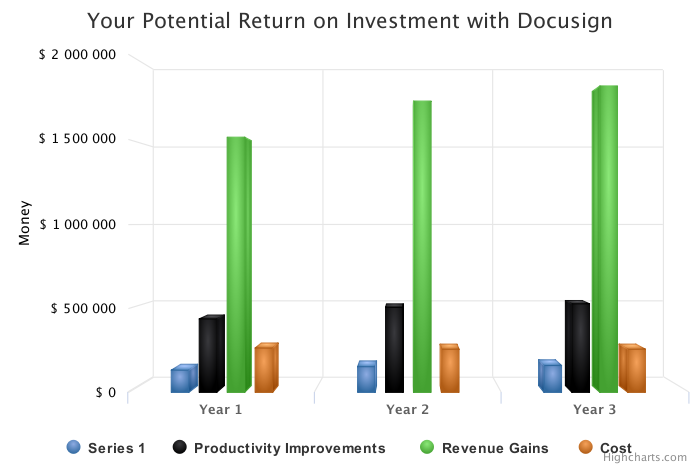 Your Potential Return on Investment with Docusign
$ 2 000 000
$ 1 500 000
$ 1 000 000
$ 500 000
$ 0
Money
Year 1
Year 2
Year 3
Series 1
Productivity Improvements
Revenue Gains
Cost
Highcharts.com